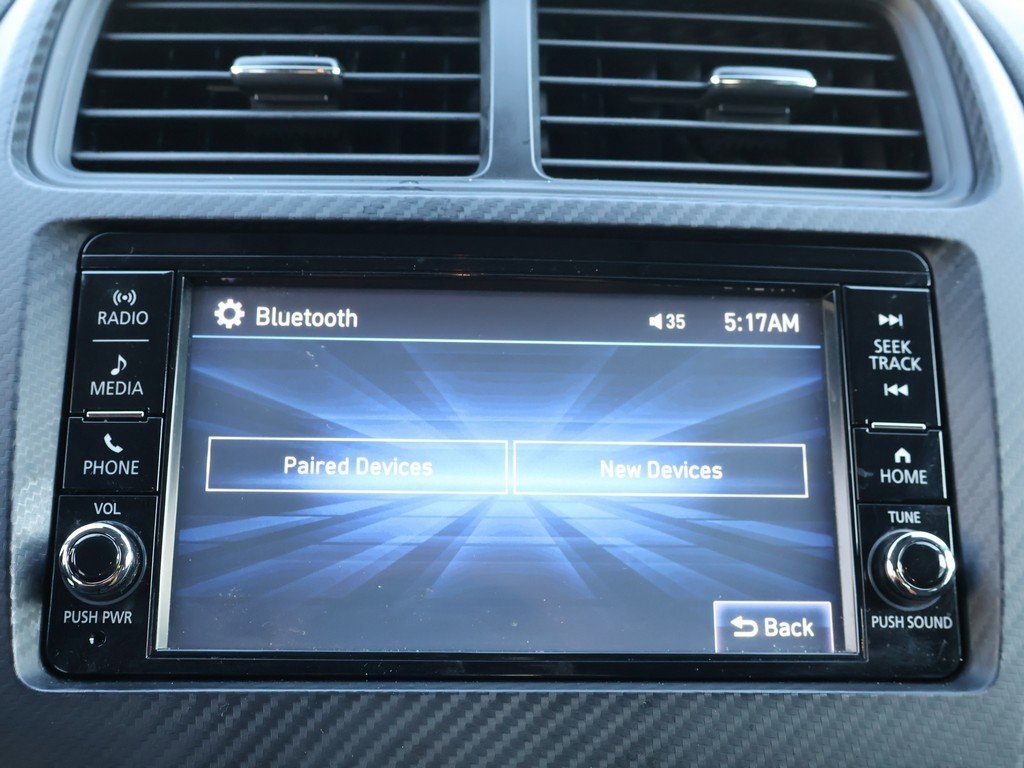 RADIO
MEDIA
PHONE
VOL
PUSH PWR
Bluetooth
35
5:17AM
Paired Devices
New Devices
Back
SEEK
TRACK
HOME
TUNE
PUSH SOUND